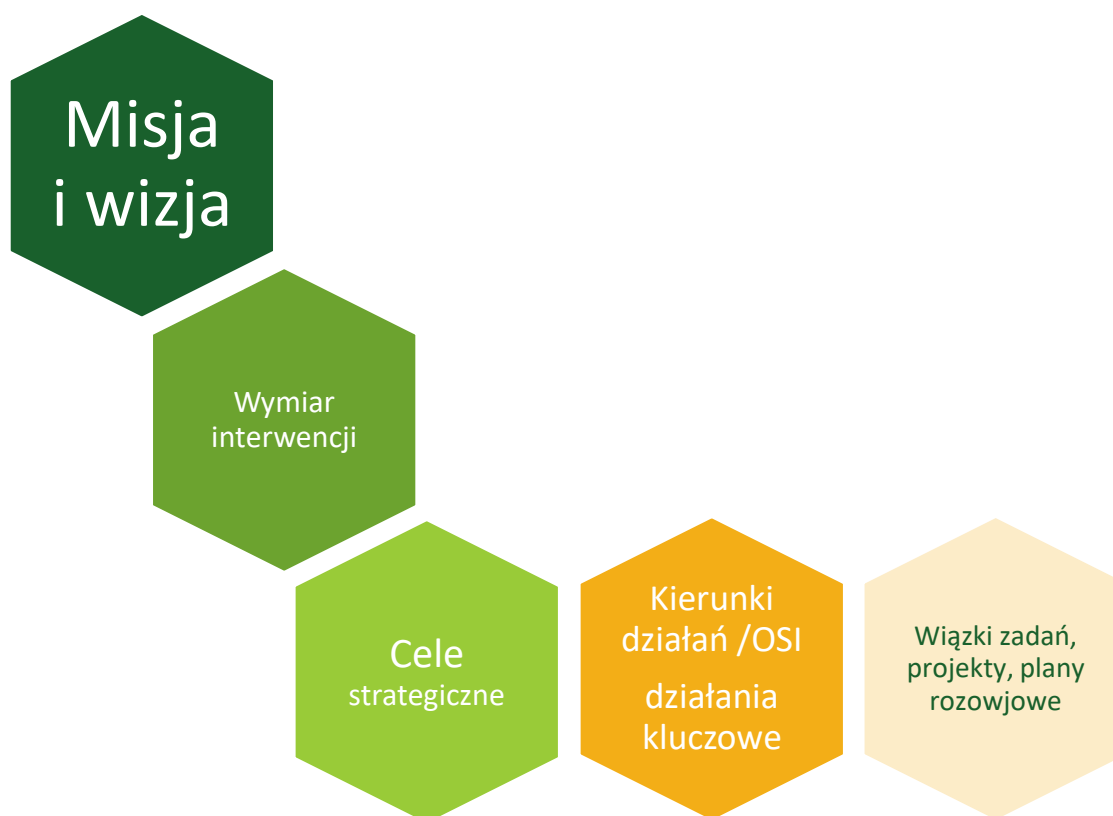 Misja
i wizja
Wymiar
interwencji
Cele
strategiczne
Kierunki
działań /OSI
działania
kluczowe
Wiązki zadań,
projekty, plany
rozowjowe